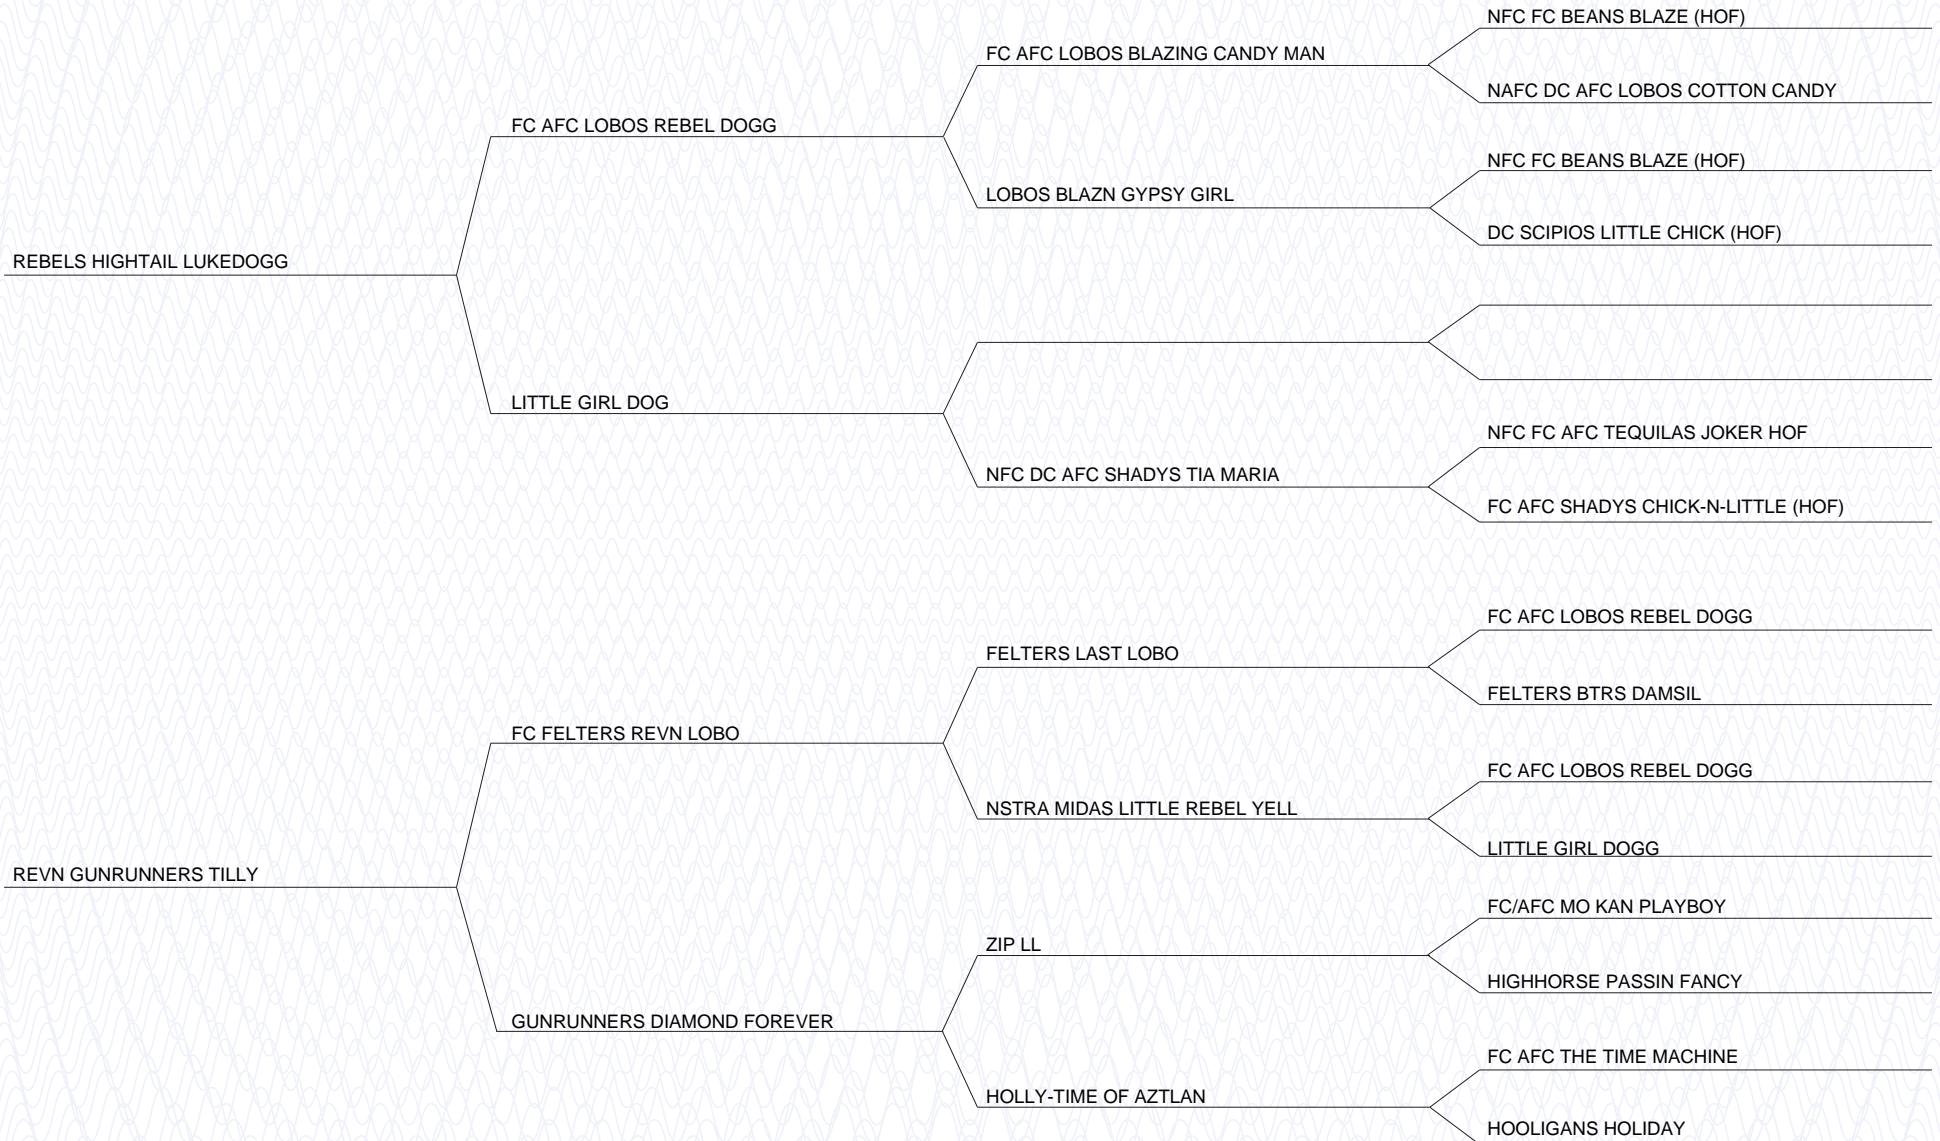 NFC FC BEANS BLAZE (HOF)
FC AFC LOBOS BLAZING CANDY MAN
NAFC DC AFC LOBOS COTTON CANDY
FC AFC LOBOS REBEL DOGG
NFC FC BEANS BLAZE (HOF)
LOBOS BLAZN GYPSY GIRL
DC SCIPIOS LITTLE CHICK (HOF)
REBELS HIGHTAIL LUKEDOGG
LITTLE GIRL DOG
NFC FC AFC TEQUILAS JOKER HOF
NFC DC AFC SHADYS TIA MARIA
FC AFC SHADYS CHICK-N-LITTLE (HOF)
FC AFC LOBOS REBEL DOGG
FELTERS LAST LOBO
FELTERS BTRS DAMSIL
FC FELTERS REVN LOBO
FC AFC LOBOS REBEL DOGG
NSTRA MIDAS LITTLE REBEL YELL
LITTLE GIRL DOGG
REVN GUNRUNNERS TILLY
FC/AFC MO KAN PLAYBOY
ZIP LL
HIGHHORSE PASSIN FANCY
GUNRUNNERS DIAMOND FOREVER
FC AFC THE TIME MACHINE
HOLLY-TIME OF AZTLAN
HOOLIGANS HOLIDAY